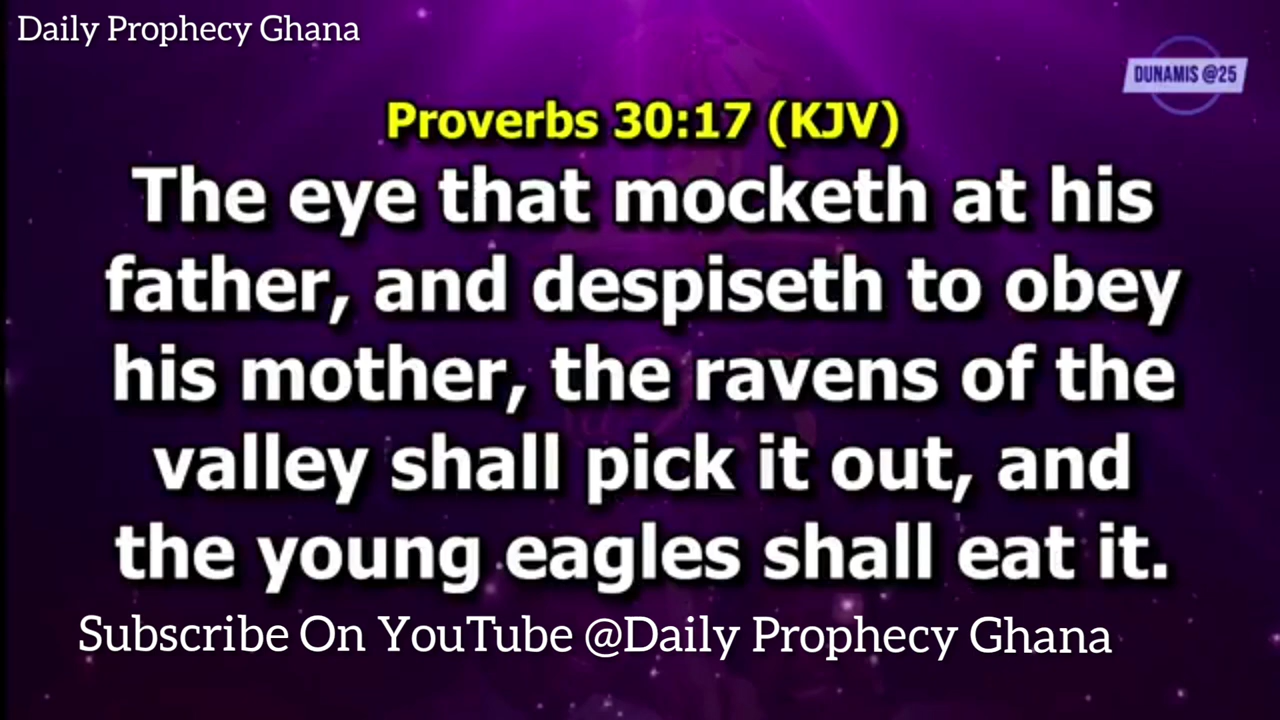 Daily Prophecy Ghana
DUNAMIS @25
Proverbs 30:17 (KJV)
The eye that mocketh at his
father, and despiseth to obey
his mother, the ravens of the
valley shall pick it out, and
the young eagles shall eat it.
Subscribe On YouTube @Daily Prophecy Ghana